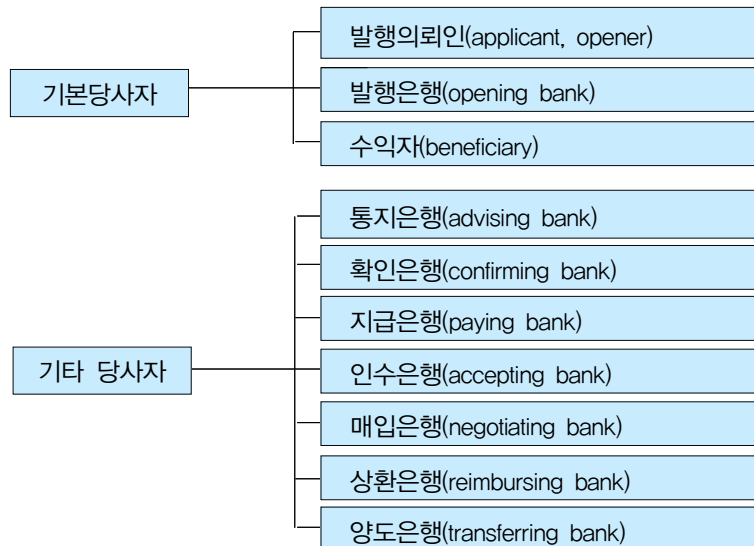 발행의뢰인(applicant, opener)
기본당사자
발행은행(opening bank)
수익자(beneficiary)
통지은행(advising bank)
확인은행(confirming bank)
지급은행(paying bank)
기타 당사자
인수은행(accepting bank)
매입은행(negotiating bank)
상환은행(reimbursing bank)
양도은행(transferring bank)